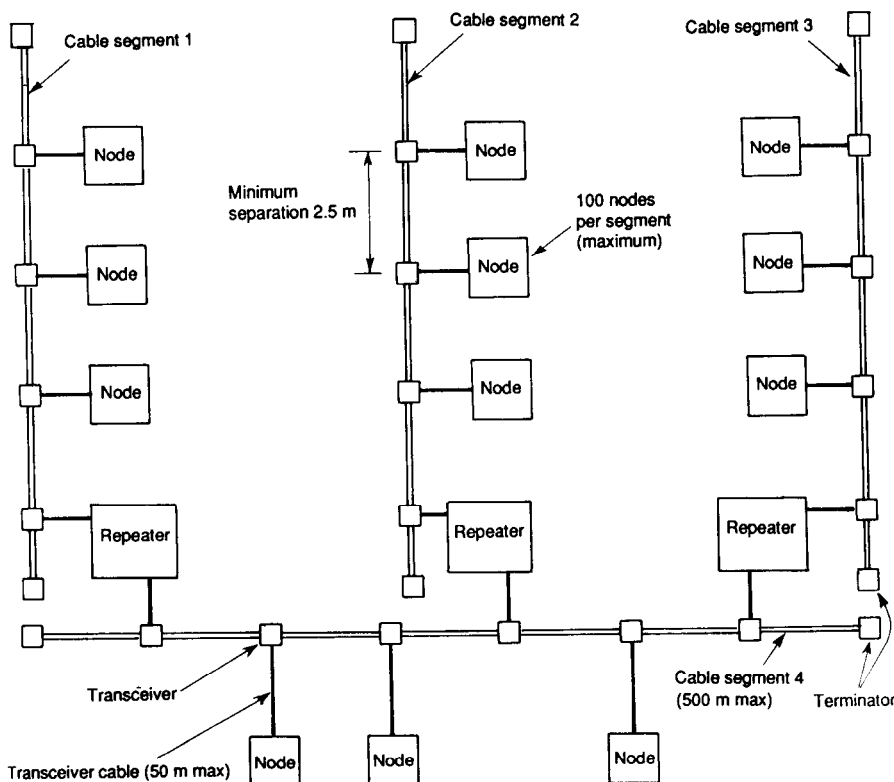 Cable segment 1
Cable segment 2
Cable segment 3
Node
Node
Node
Minimum
separation 2.5 m
100 nodes
per segment
(maximum)
Node
Node
Node
Node
Node
Node
Repeater
Repeater
Repeater
Transceiver
Cable segment 4
(500 m max)
Terminator
Transceiver cable (50 m max)
Node
Node
Node